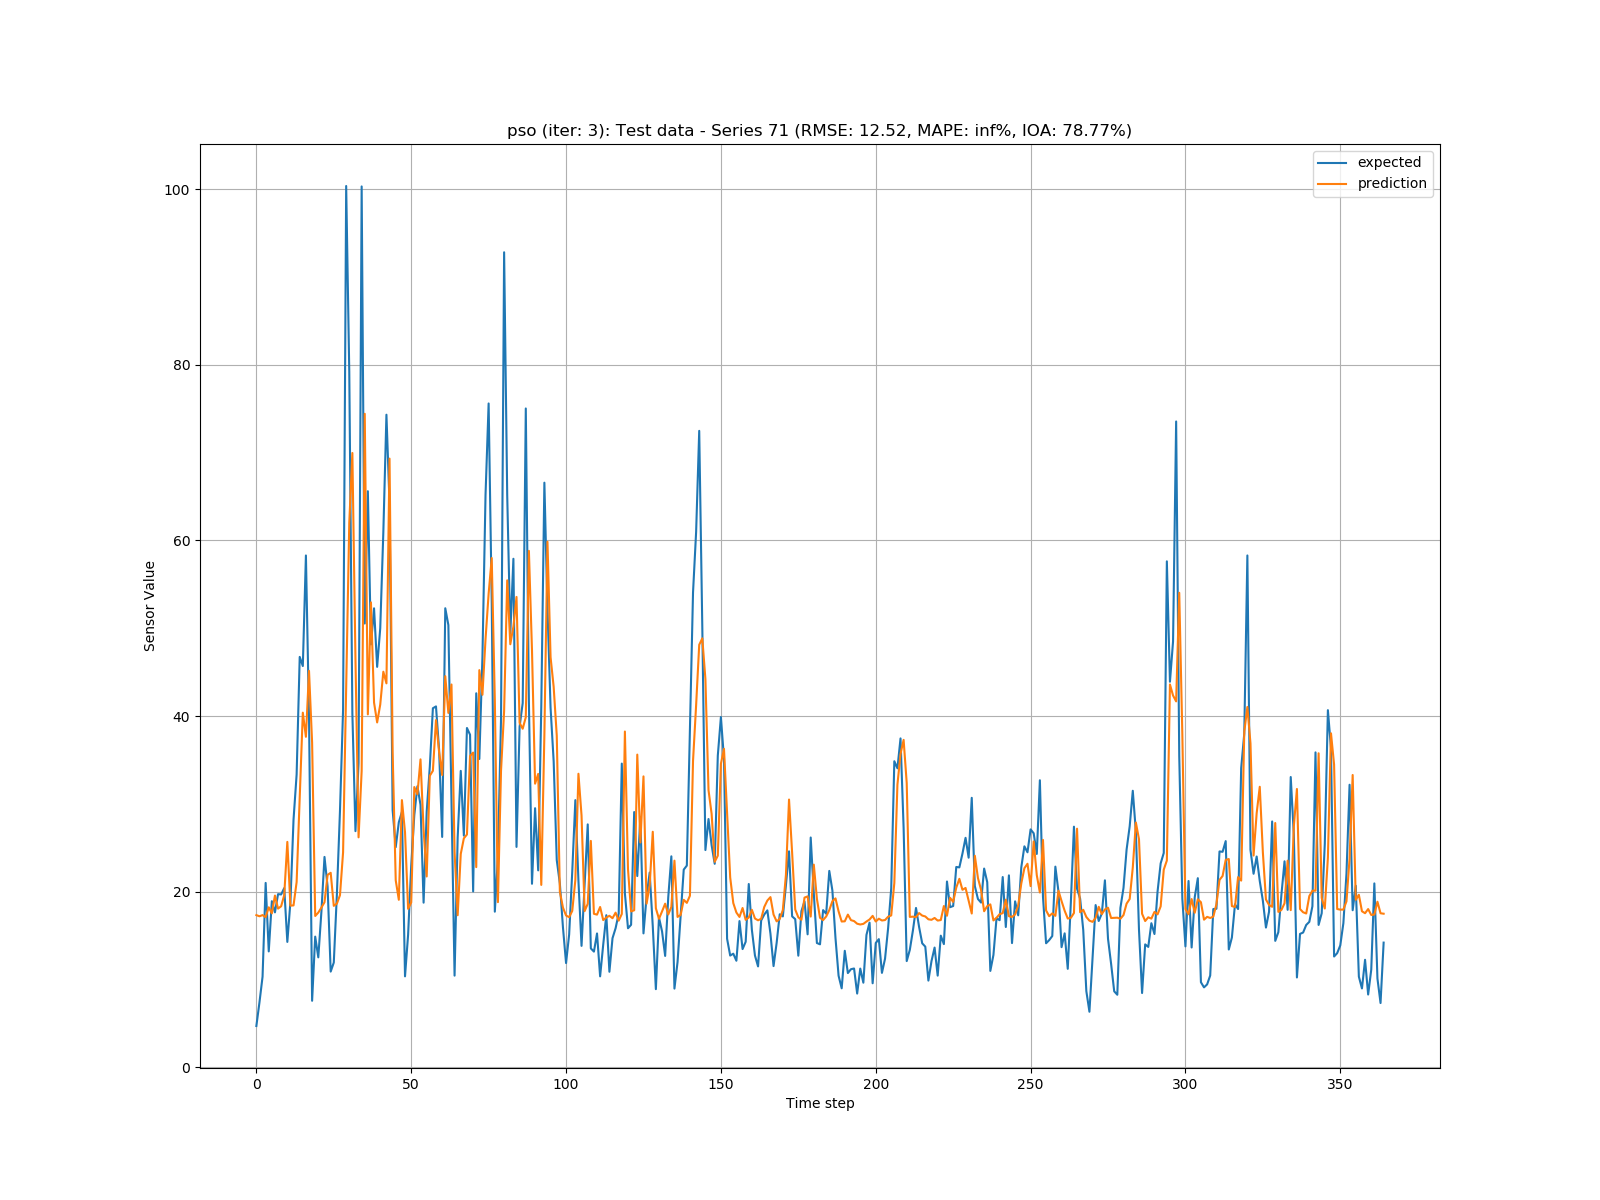 pso (iter: 3): Test data - Series 71 (RMSE: 12.52, MAPE: inf%, IOA: 78.77%)
expected
prediction
100
80
60
40
20
0
Sensor Value
0 50 100 150 200 250 300 350
Time step